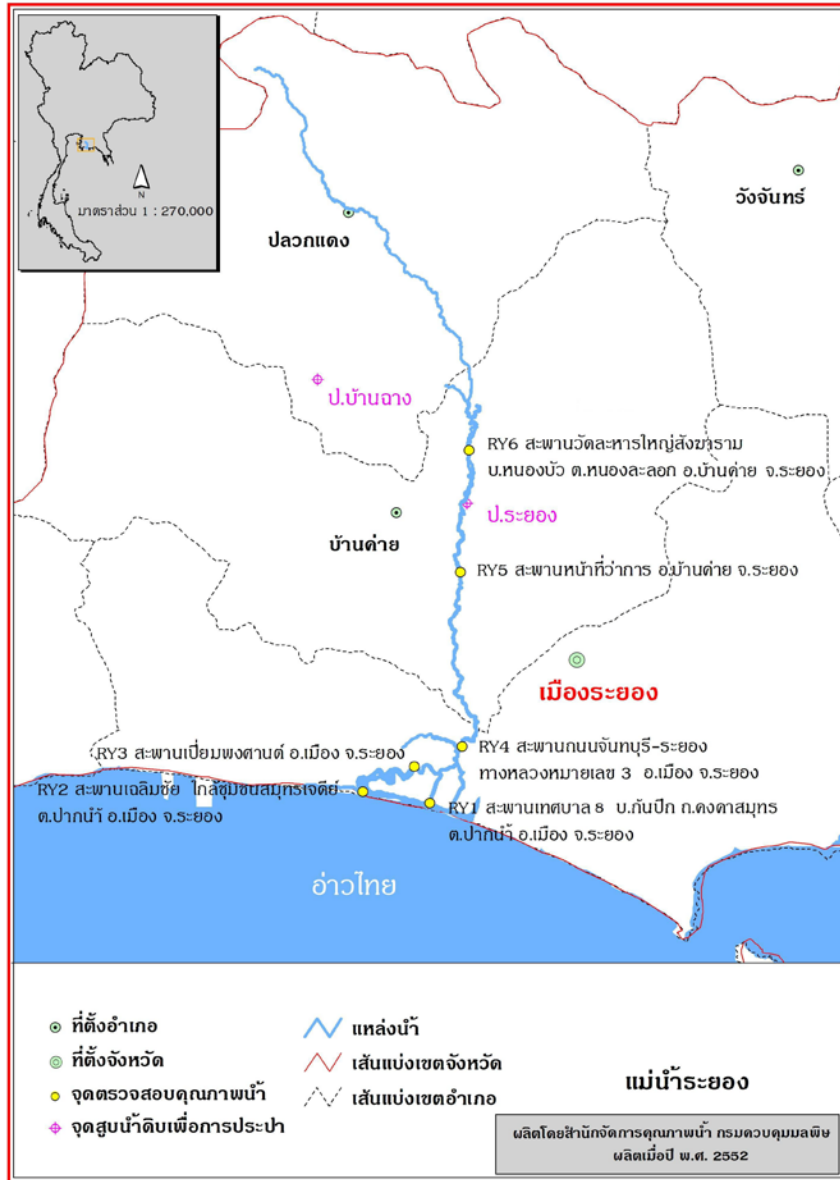 N
มาตราส่วน 1 : 270,000
วังจันทร์
ปลวกแดง
ป.บ้านฉาง
RY6 สะพานวัดละหารใหญ่สังฆาราม
บ.หนองบัว ต.หนองละลอก อ.บ้านค่าย จ.ระยอง
ป.ระยอง
บ้านค่าย
RY5 สะพานหน้าที่ว่าการ อ.บ้านค่าย จ.ระยอง
เมืองระยอง
RY3 สะพานเปี่ยมพงศานต์ อ.เมือง จ.ระยอง
RY4 สะพานถนนจันทบุรี-ระยอง
ทางหลวงหมายเลข 3 อ.เมือง จ.ระยอง
RY2 สะพานเฉลิมชัย ใกล้ชุมชนสมุทรเจดีย์
ต.ปากน้ำ อ.เมือง จ.ระยอง
RY1 สะพานเทศบาล 8 บ.ก้นปึก ถ.คงคาสมุทร
ต.ปากน้ำ อ.เมือง จ.ระยอง
อ่าวไทย
ที่ตั้งอำเภอ
ที่ตั้งจังหวัด
จุดตรวจสอบคุณภาพน้ำ
จุดสูบน้ำดิบเพื่อการประปา
แหล่งน้ำ
เส้นแบ่งเขตจังหวัด
เส้นแบ่งเขตอำเภอ
แม่น้ำระยอง
ผลิตโดยสำนักจัดการคุณภาพน้ำ กรมควบคุมมลพิษ
ผลิตเมื่อปี พ.ศ. 2552